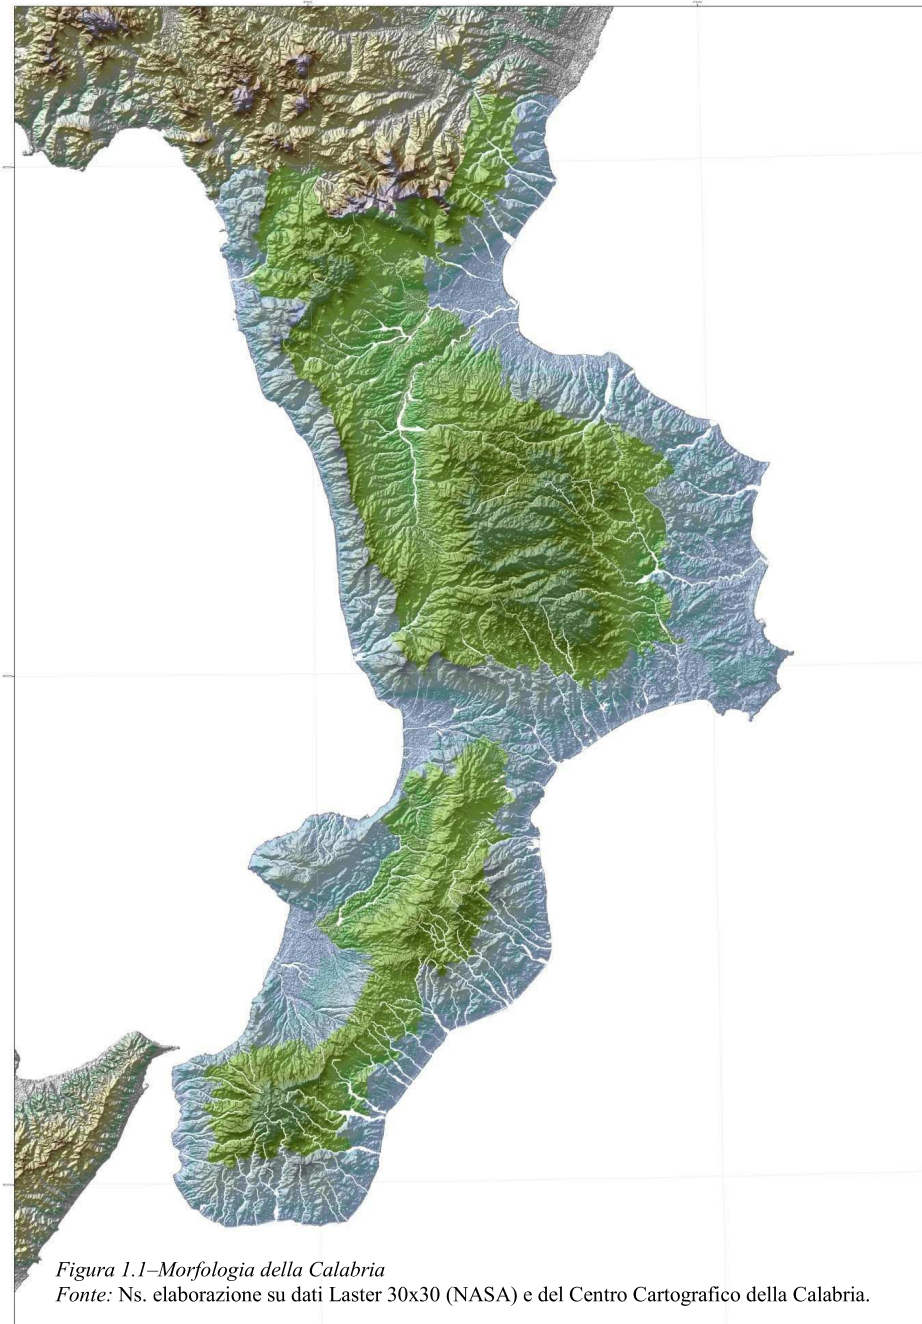 Figura 1.1–Morfologia della Calabria
Fonte: Ns. elaborazione su dati Laster 30x30 (NASA) e del Centro Cartografico della Calabria.